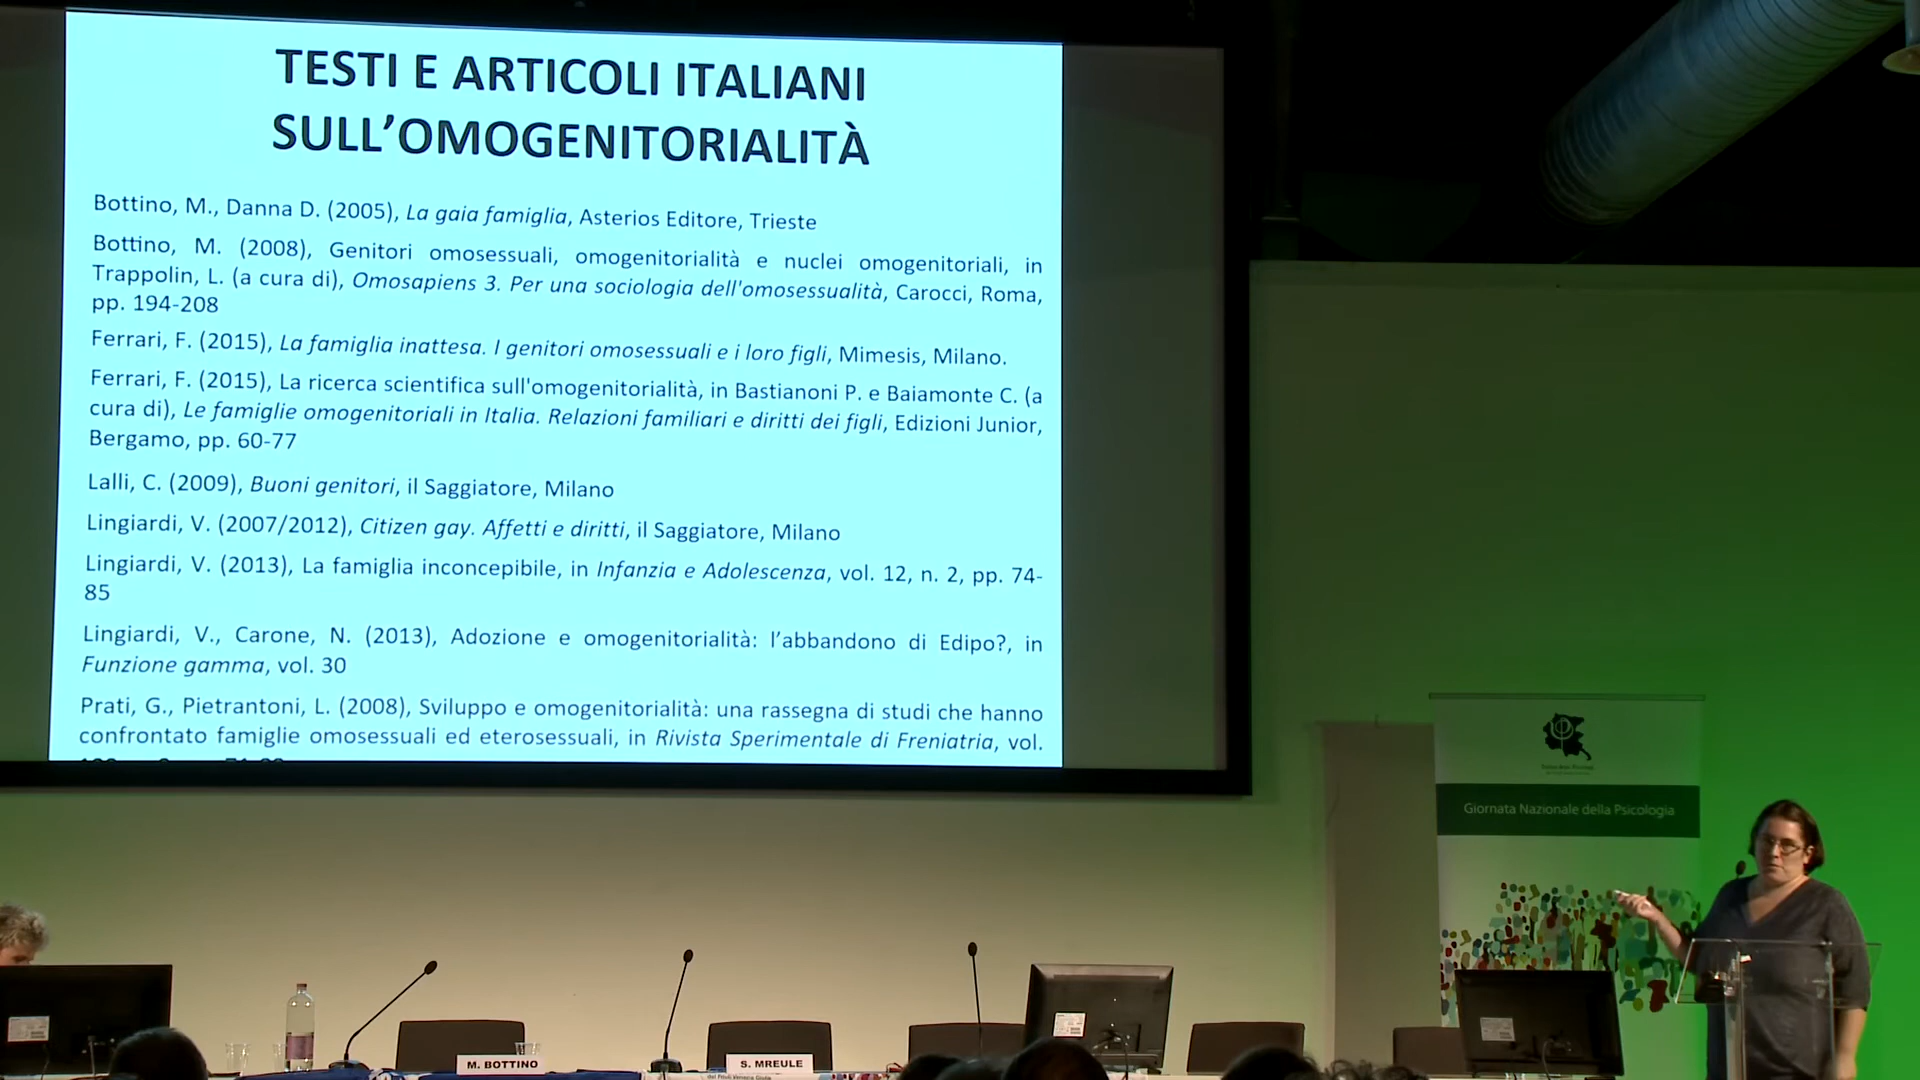 TESTI E ARTICOLI ITALIANI
SULL’OMOGENITORIALITÀ
Bottino, M., Danna D. (2005), La gaia famiglia, Asterios Editore, Trieste
Bottino, M. (2008), Genitori omosessuali, omogenitorialità e nuclei omogenitoriali, in
Trappolin, L. (a cura di), Omosapiens 3. Per una sociologia dell'omosessualità, Carocci, Roma,
pp. 194-208
Ferrari, F. (2015), La famiglia inattesa. I genitori omosessuali e i loro figli, Mimesis, Milano.
Ferrari, F. (2015), La ricerca scientifica sull'omogenitorialità, in Bastianoni P. e Baiamonte C. (a
cura di), Le famiglie omogenitoriali in Italia. Relazioni familiari e diritti dei figli, Edizioni Junior,
Bergamo, pp. 60-77
Lalli, C. (2009), Buoni genitori, il Saggiatore, Milano
Lingiardi, V. (2007/2012), Citizen gay. Affetti e diritti, il Saggiatore, Milano
Lingiardi, V. (2013), La famiglia inconcepibile, in Infanzia e Adolescenza, vol. 12, n. 2, pp. 74-
85
Lingiardi, V., Carone, N. (2013), Adozione e omogenitorialità: l’abbandono di Edipo?, in
Funzione gamma, vol. 30
Prati, G., Pietrantoni, L. (2008), Sviluppo e omogenitorialità: una rassegna di studi che hanno
confrontato famiglie omosessuali ed eterosessuali, in Rivista Sperimentale di Freniatria, vol.
Giornata Nazionale della Psicologia
M. BOTTINO
S. MREULE